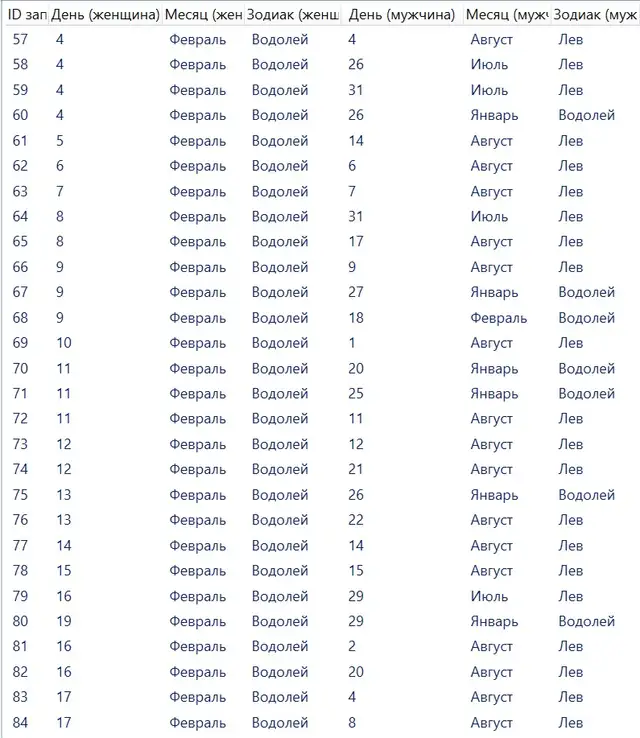 ID зап День (женщина) Месяц (жен Зодиак (женщ День (мужчина) Месяц (мужч Зодиак (муж
57 4 Февраль Водолей 4 Август Лев
58 4 Февраль Водолей 26 Июль Лев
59 4 Февраль Водолей 31 Июль Лев
60 4 Февраль Водолей 26 Январь Водолей
61 5 Февраль Водолей 14 Август Лев
62 6 Февраль Водолей 6 Август Лев
63 7 Февраль Водолей 7 Август Лев
64 8 Февраль Водолей 31 Июль Лев
65 8 Февраль Водолей 17 Август Лев
66 9 Февраль Водолей 9 Август Лев
67 9 Февраль Водолей 27 Январь Водолей
68 9 Февраль Водолей 18 Февраль Водолей
69 10 Февраль Водолей 1 Август Лев
70 11 Февраль Водолей 20 Январь Водолей
71 11 Февраль Водолей 25 Январь Водолей
72 11 Февраль Водолей 11 Август Лев
73 12 Февраль Водолей 12 Август Лев
74 12 Февраль Водолей 21 Август Лев
75 13 Февраль Водолей 26 Январь Водолей
76 13 Февраль Водолей 22 Август Лев
77 14 Февраль Водолей 14 Август Лев
78 15 Февраль Водолей 15 Август Лев
79 16 Февраль Водолей 29 Июль Лев
80 19 Февраль Водолей 29 Январь Водолей
81 16 Февраль Водолей 2 Август Лев
82 16 Февраль Водолей 20 Август Лев
83 17 Февраль Водолей 4 Август Лев
84 17 Февраль Водолей 8 Август Лев